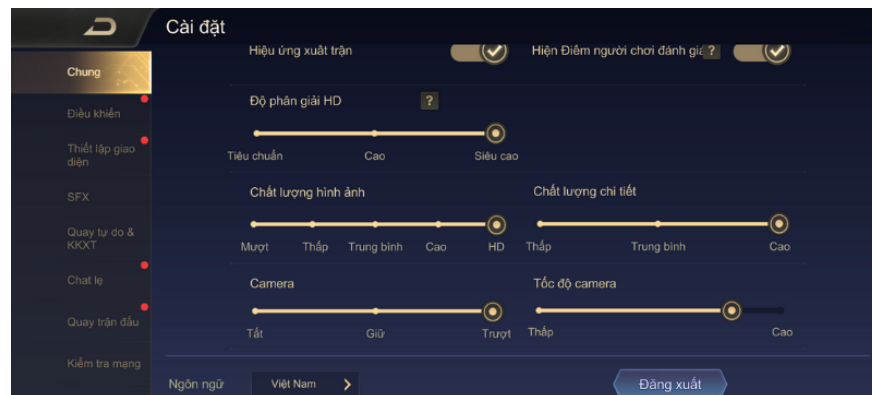 Cài đặt
Chung
Điều khiển
Thiết lập giao
diện
SFX
Quay tự do &
KKXT
Chat lẹ
Quay trận đấu
Kiểm tra mạng
Hiệu ứng xuất trận
Hiện Điểm người chơi đánh giá ?
Độ phân giải HD ?
Tiêu chuẩn Cao Siêu cao
Chất lượng hình ảnh
Mượt Thấp Trung bình Cao HD
Chất lượng chi tiết
Thấp Trung bình Cao
Camera
Tắt Giữ Trượt
Tốc độ camera
Thấp Cao
Ngôn ngữ Việt Nam
Đăng xuất